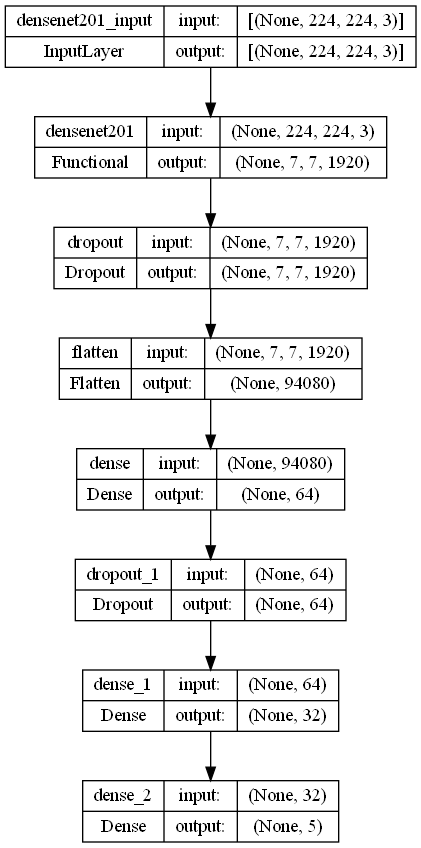 densenet201_input input: [(None, 224, 224, 3)]
InputLayer output: [(None, 224, 224, 3)]
densenet201 input: (None, 224, 224, 3)
Functional output: (None, 7, 7, 1920)
dropout input: (None, 7, 7, 1920)
Dropout output: (None, 7, 7, 1920)
flatten input: (None, 7, 7, 1920)
Flatten output: (None, 94080)
dense input: (None, 94080)
Dense output: (None, 64)
dropout_1 input: (None, 64)
Dropout output: (None, 64)
dense_1 input: (None, 64)
Dense output: (None, 32)
dense_2 input: (None, 32)
Dense output: (None, 5)